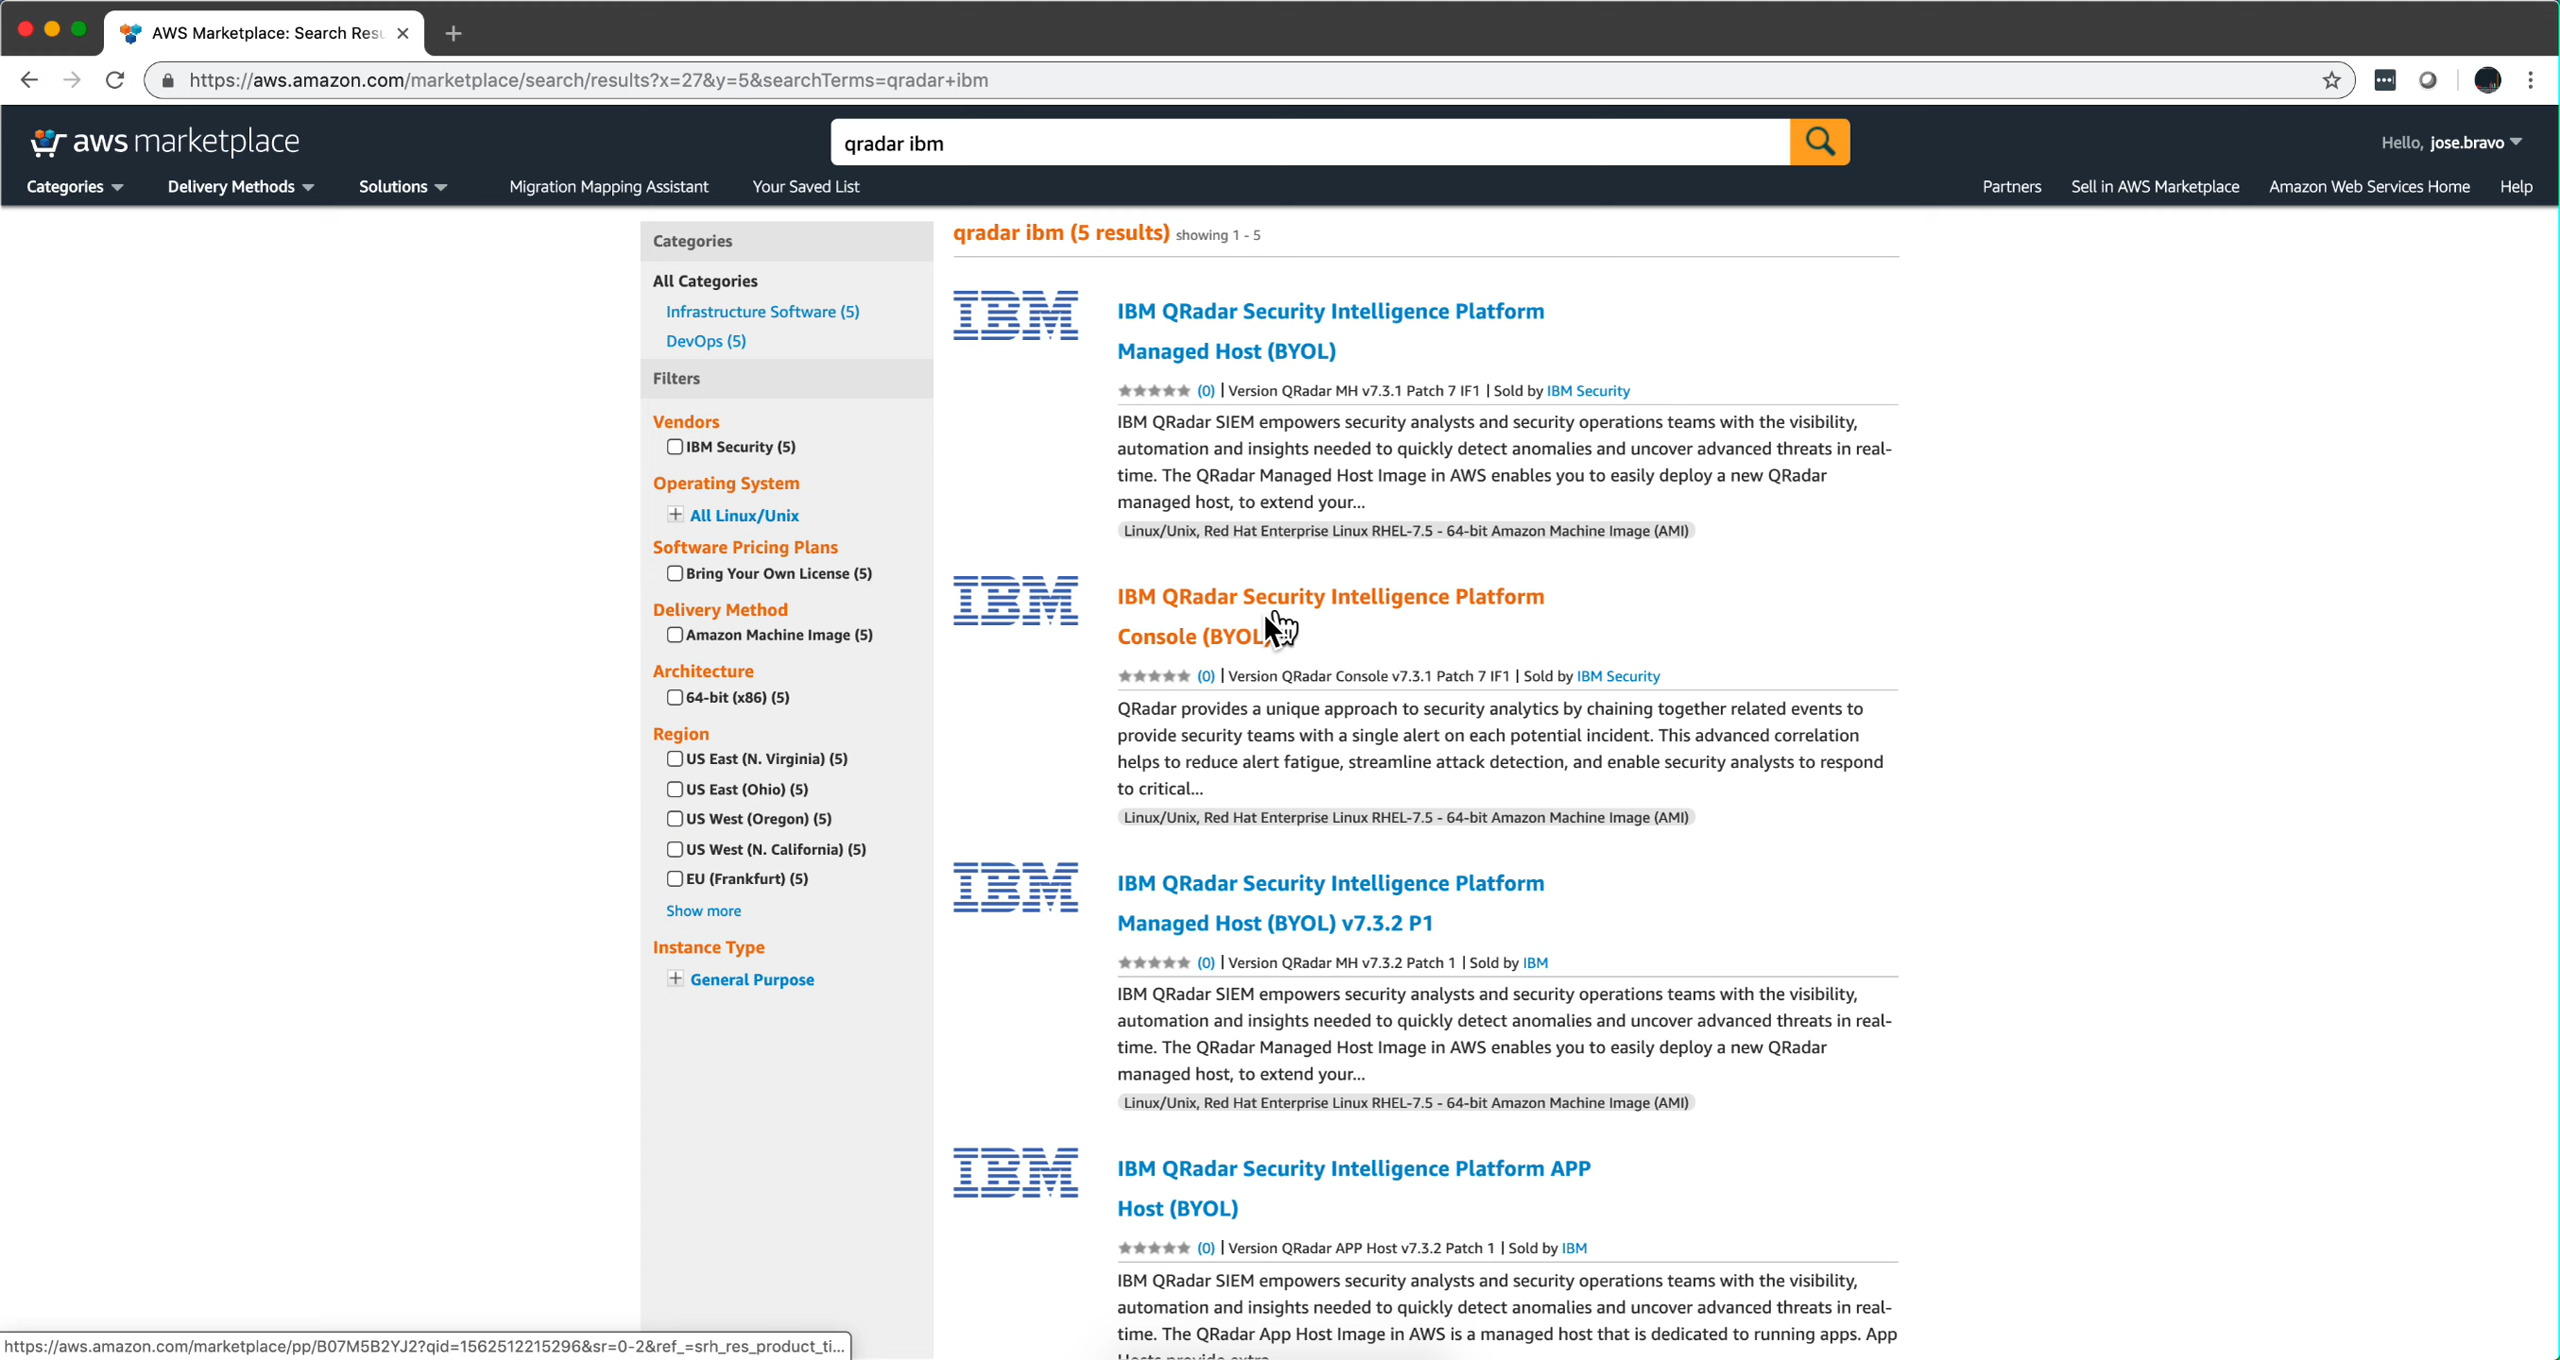 AWS Marketplace: Search Resu
https://aws.amazon.com/marketplace/search/results?x=27&y=5&searchTerms=qradar+ibm
aws marketplace
qradar ibm
Hello, jose.bravo
Categories Delivery Methods Solutions Migration Mapping Assistant Your Saved List Partners Sell in AWS Marketplace Amazon Web Services Home Help
Categories
All Categories
Infrastructure Software (5)
DevOps (5)
Filters
Vendors
IBM Security (5)
Operating System
All Linux/Unix
Software Pricing Plans
Bring Your Own License (5)
Delivery Method
Amazon Machine Image (5)
Architecture
64-bit (x86) (5)
Region
US East (N. Virginia) (5)
US East (Ohio) (5)
US West (Oregon) (5)
US West (N. California) (5)
EU (Frankfurt) (5)
Show more
Instance Type
General Purpose
qradar ibm (5 results) showing 1 - 5
IBM
IBM QRadar Security Intelligence Platform
Managed Host (BYOL)
(0) | Version QRadar MH v7.3.1 Patch 7 IF1 | Sold by IBM Security
IBM QRadar SIEM empowers security analysts and security operations teams with the visibility,
automation and insights needed to quickly detect anomalies and uncover advanced threats in real-
time. The QRadar Managed Host Image in AWS enables you to easily deploy a new QRadar
managed host, to extend your...
Linux/Unix, Red Hat Enterprise Linux RHEL-7.5 - 64-bit Amazon Machine Image (AMI)
IBM
IBM QRadar Security Intelligence Platform
Console (BYOL
(0) | Version QRadar Console v7.3.1 Patch 7 IF1 | Sold by IBM Security
QRadar provides a unique approach to security analytics by chaining together related events to
provide security teams with a single alert on each potential incident. This advanced correlation
helps to reduce alert fatigue, streamline attack detection, and enable security analysts to respond
to critical...
Linux/Unix, Red Hat Enterprise Linux RHEL-7.5 - 64-bit Amazon Machine Image (AMI)
IBM
IBM QRadar Security Intelligence Platform
Managed Host (BYOL) v7.3.2 P1
(0) | Version QRadar MH v7.3.2 Patch 1 | Sold by IBM
IBM QRadar SIEM empowers security analysts and security operations teams with the visibility,
automation and insights needed to quickly detect anomalies and uncover advanced threats in real-
time. The QRadar Managed Host Image in AWS enables you to easily deploy a new QRadar
managed host, to extend your...
Linux/Unix, Red Hat Enterprise Linux RHEL-7.5 - 64-bit Amazon Machine Image (AMI)
IBM
IBM QRadar Security Intelligence Platform APP
Host (BYOL)
(0) | Version QRadar APP Host v7.3.2 Patch 1 | Sold by IBM
IBM QRadar SIEM empowers security analysts and security operations teams with the visibility,
automation and insights needed to quickly detect anomalies and uncover advanced threats in real-
time. The QRadar App Host Image in AWS is a managed host that is dedicated to running apps. App
https://aws.amazon.com/marketplace/pp/B07M5B2YJ2?qid=1562512215296&sr=0-2&ref_=srh_res_product_ti...